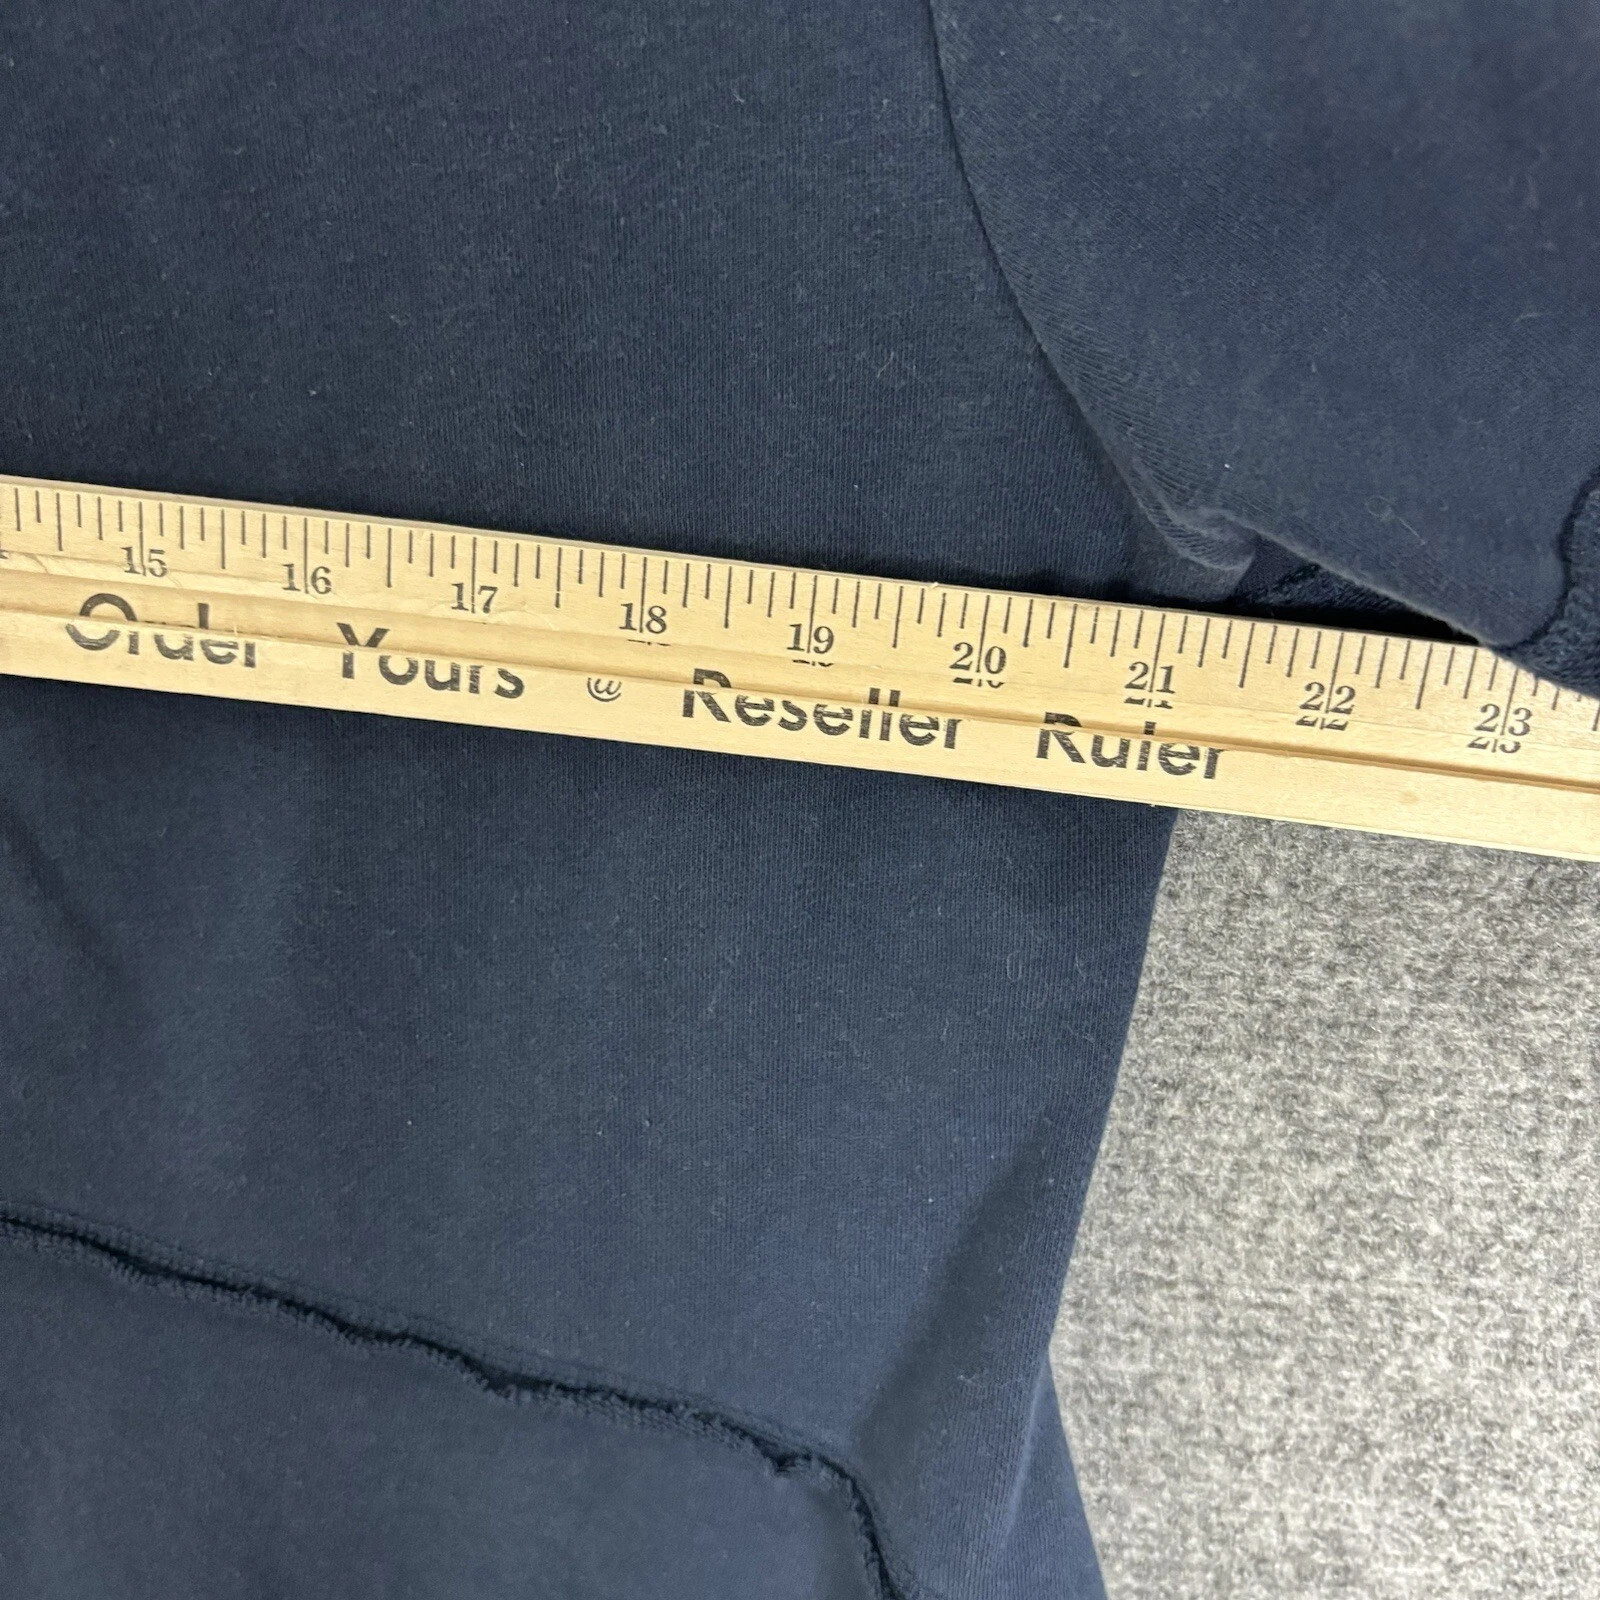 15 16 17 18 19 20 21 22 23
Order Yours @ Reseller Ruler